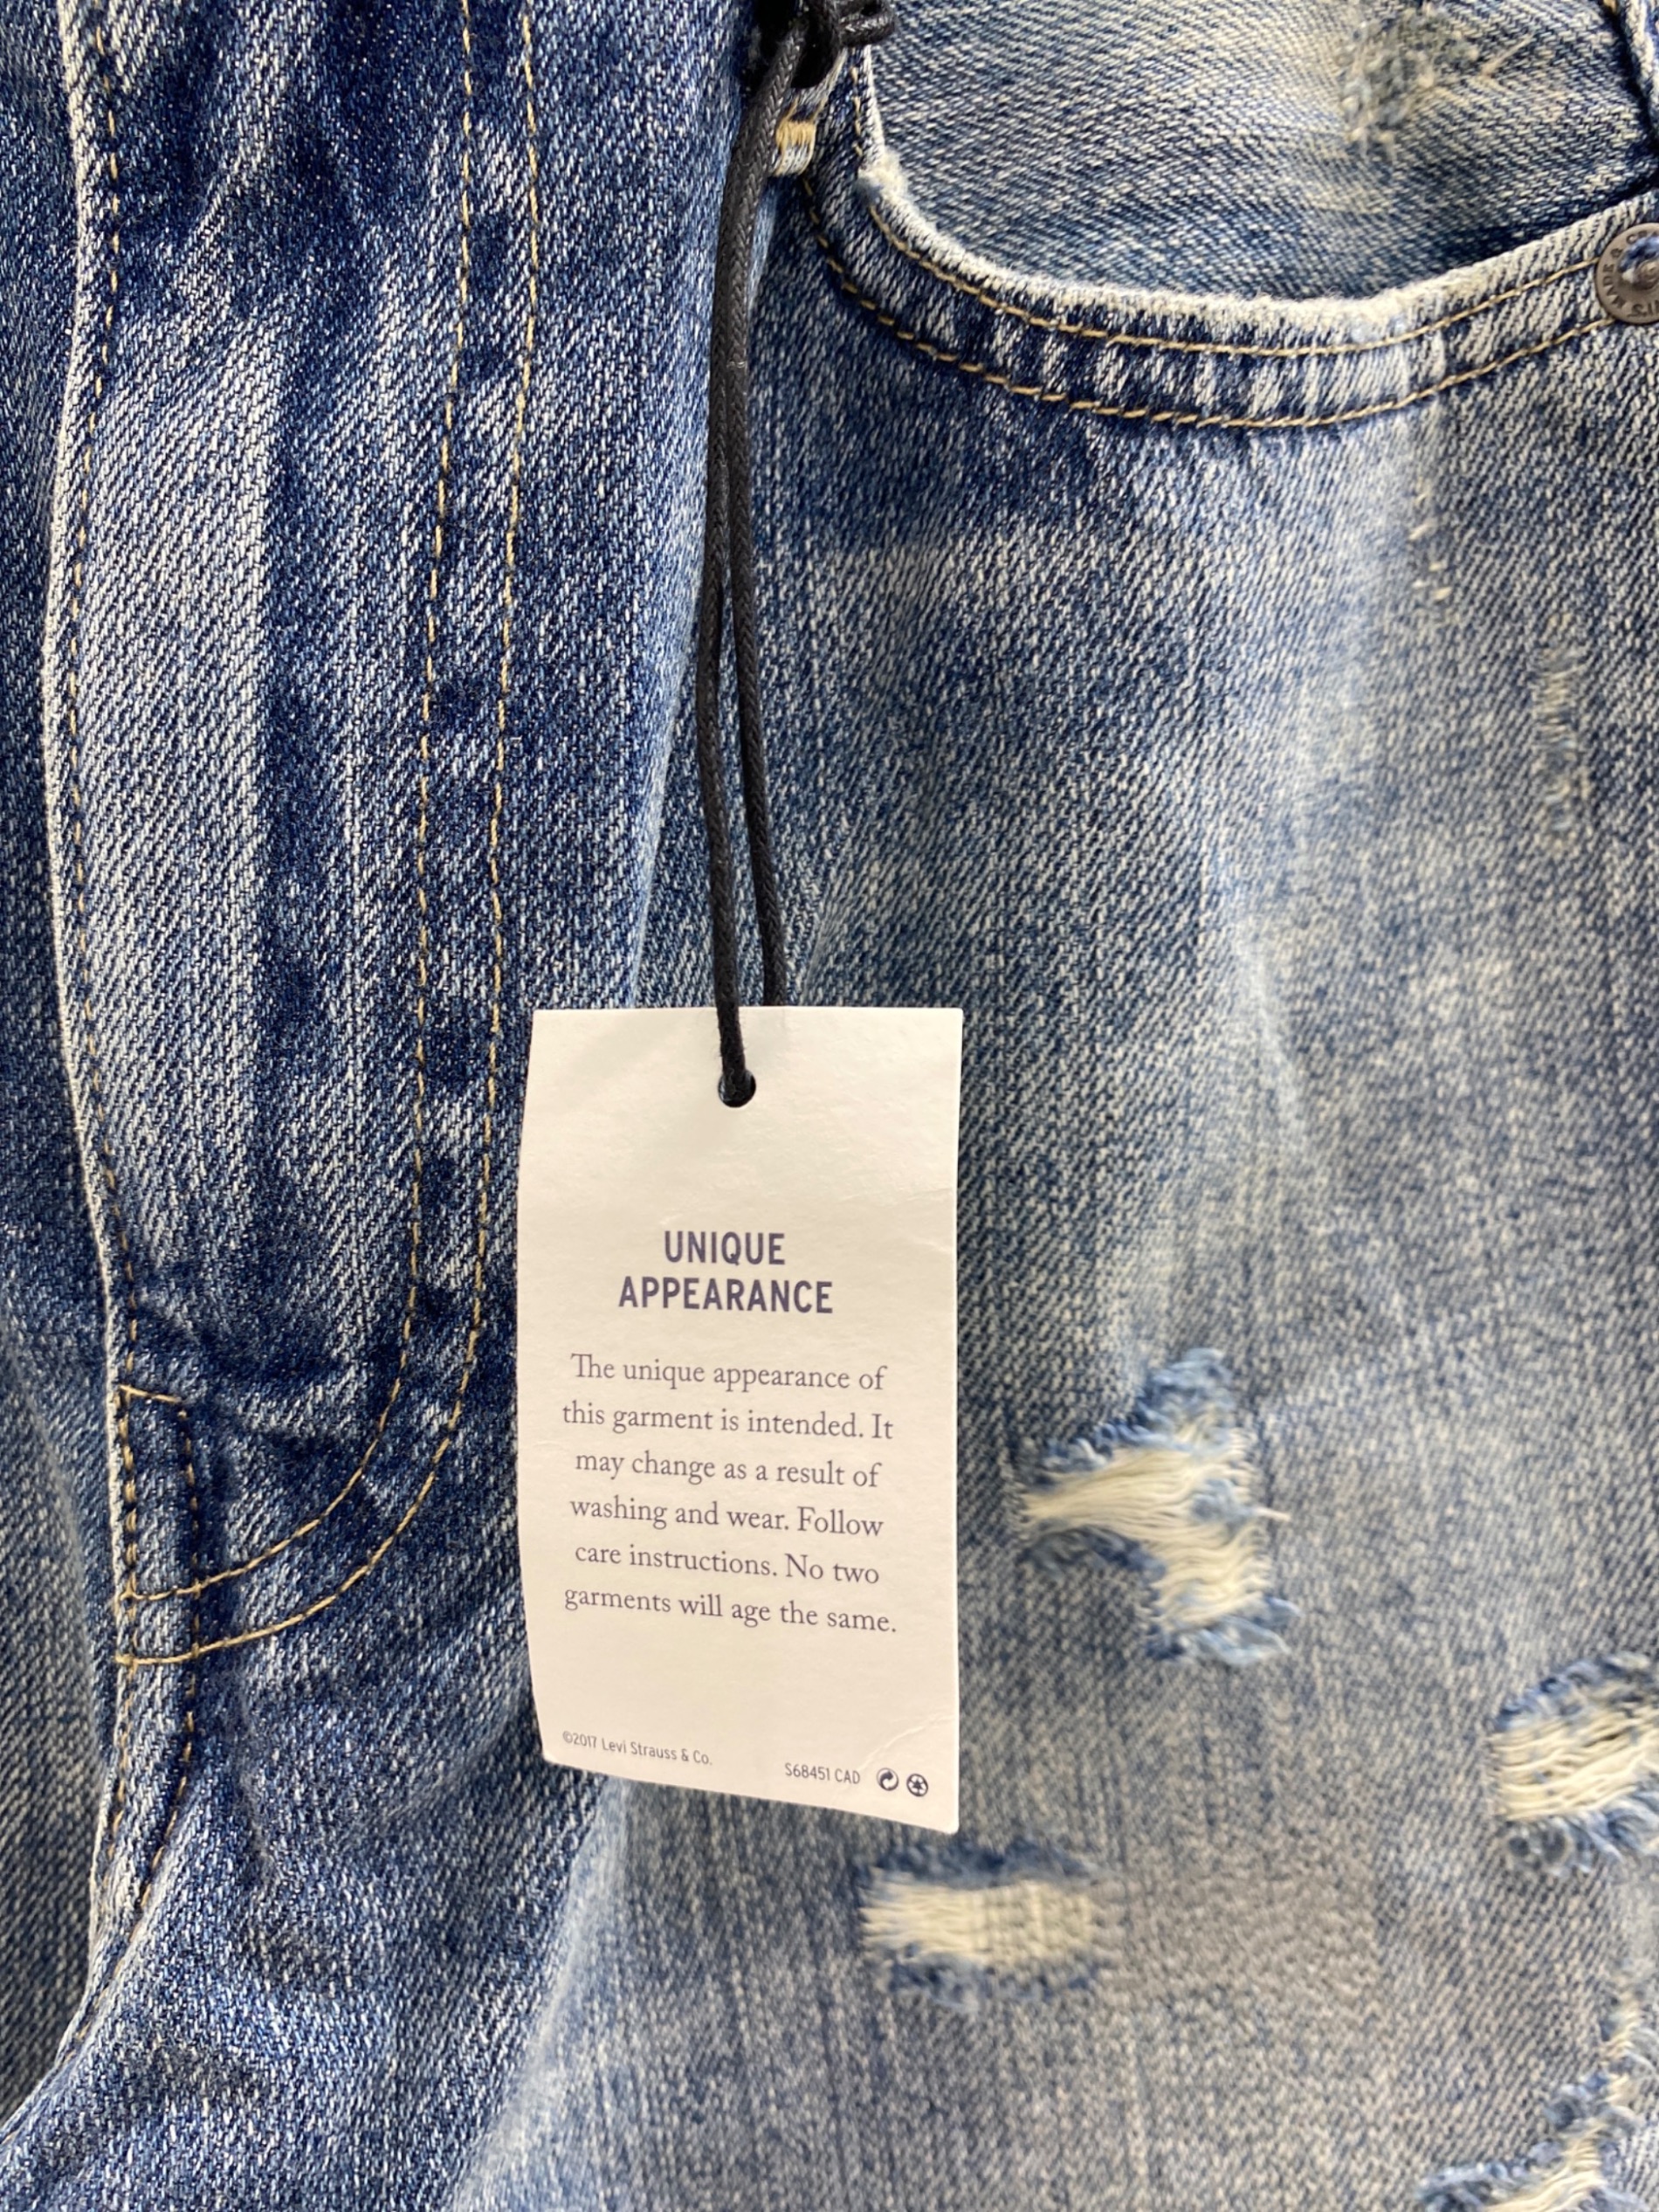 MADE & C
'S
UNIQUE
APPEARANCE
The unique appearance of
this garment is intended. It
may change as a result of
washing and wear. Follow
care instructions. No two
garments will age the same.
©2017 Levi Strauss & Co.
S68451 CAD